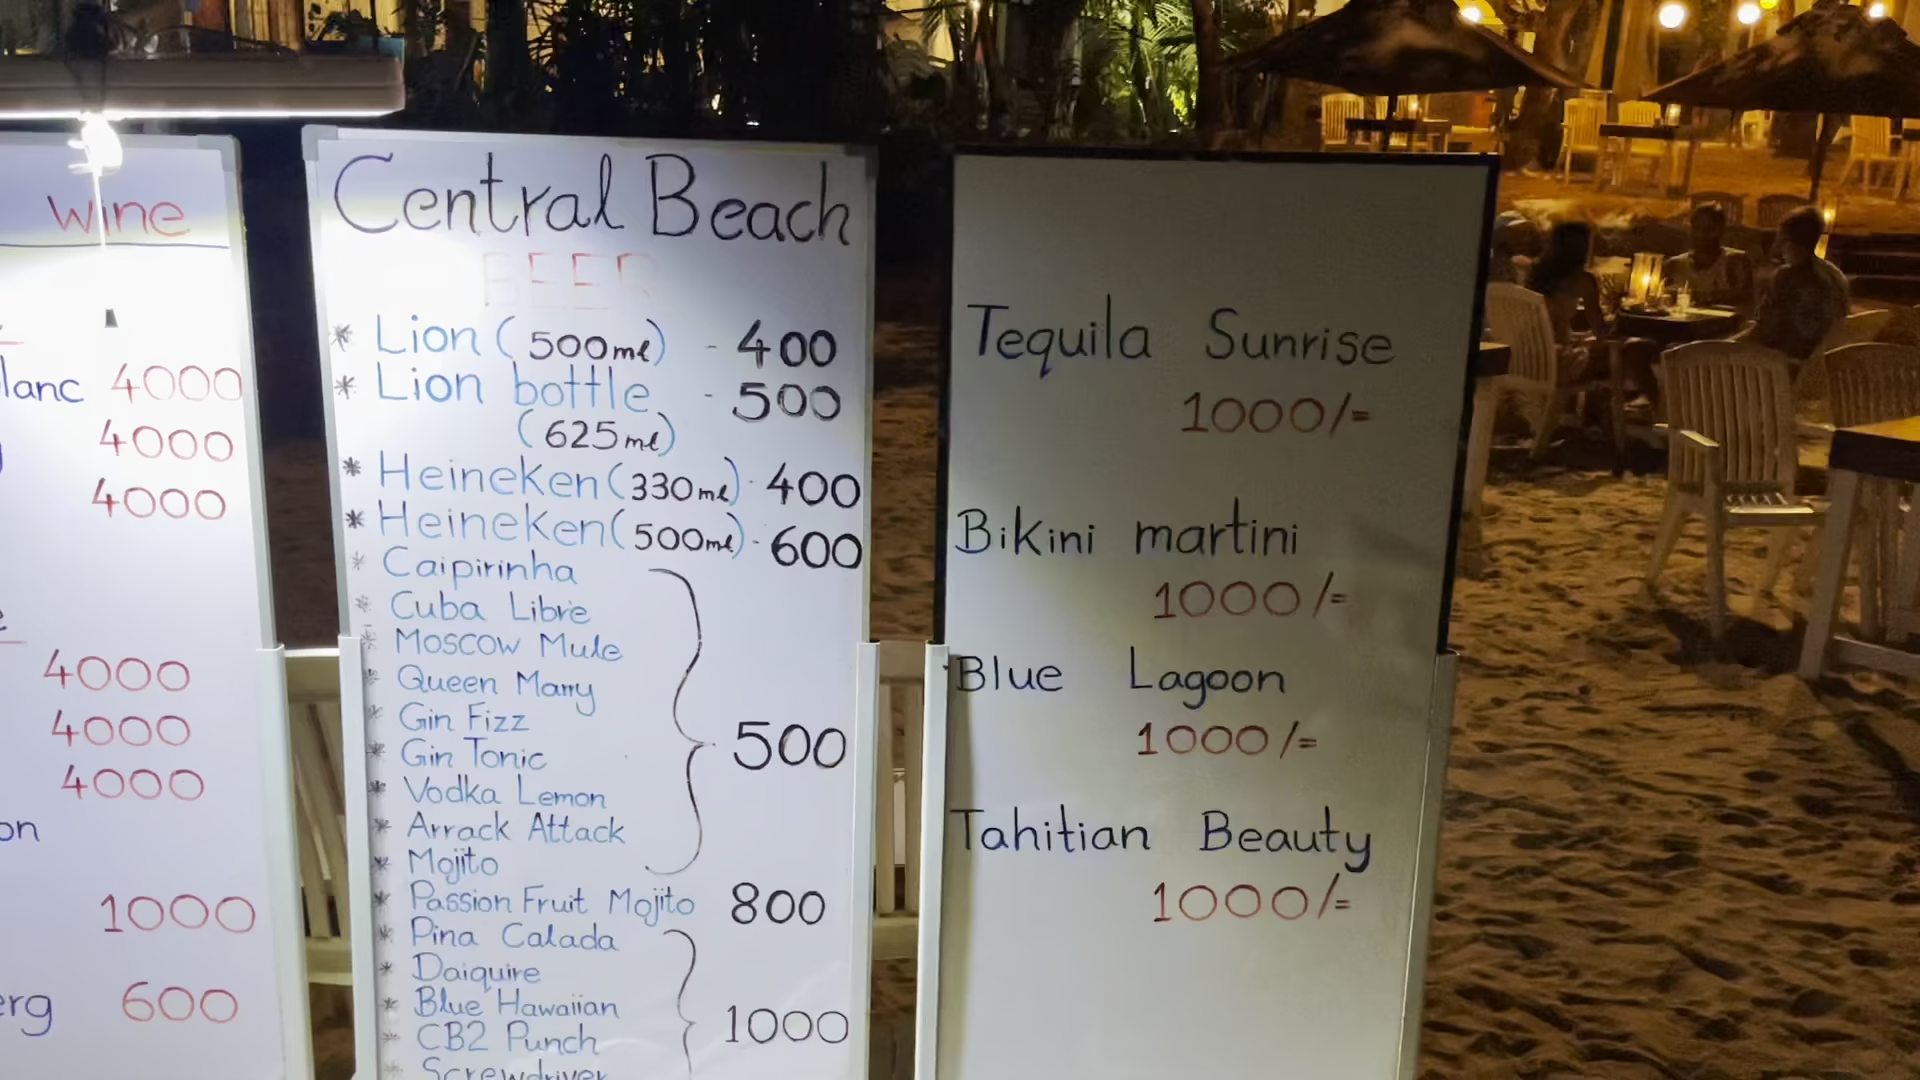 wine
lanc 4000
4000
4000
4000
4000
4000
on
1000
erg 600
Central Beach
BEER
* Lion (500ml) - 400
* Lion bottle - 500
(625ml)
* Heineken (330ml) - 400
* Heineken (500ml) - 600
* Caipirinha
* Cuba Libre
* Moscow Mule
* Queen Marry
* Gin Fizz
* Gin Tonic
* Vodka Lemon
* Arrack Attack
* Mojito
500
* Passion Fruit Mojito 800
* Pina Calada
* Daiquire
* Blue Hawaiian
* CB2 Punch
* Screwdriver
1000
Tequila Sunrise
1000/=
Bikini martini
1000/=
Blue Lagoon
1000/=
Tahitian Beauty
1000/=